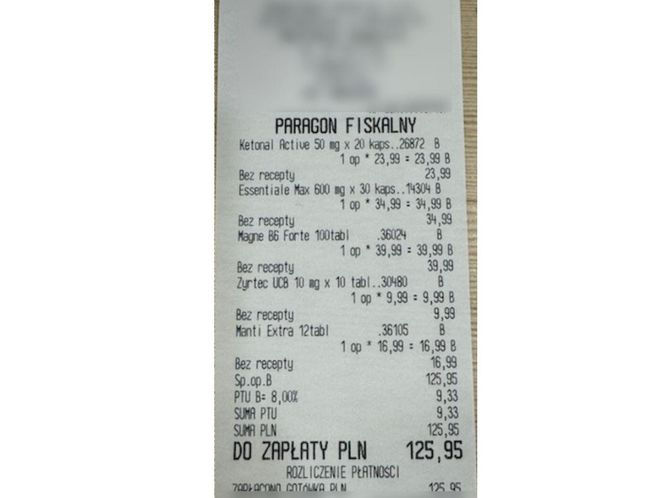 PARAGON FISKALNY
Ketonal Active 50 mg x 20 kaps..26872 B
1 op * 23,99 = 23,99 B
Bez recepty 23,99
Essentiale Max 600 mg x 30 kaps..14304 B
1 op * 34,99 = 34,99 B
Bez recepty 34,99
Magne B6 Forte 100tabl .36024 B
1 op * 39,99 = 39,99 B
Bez recepty 39,99
Zyrtec UCB 10 mg x 10 tabl..30480 B
1 op * 9,99 = 9,99 B
Bez recepty 9,99
Manti Extra 12tabl .36105 B
1 op * 16,99 = 16,99 B
Bez recepty 16,99
Sp.op.B 125,95
PTU B= 8,00% 9,33
SUMA PTU 9,33
SUMA PLN 125,95
DO ZAPŁATY PLN 125,95
ROZLICZENIE PŁATNOŚCI
ZAPŁACONO GOTÓWKA PLN 125,95